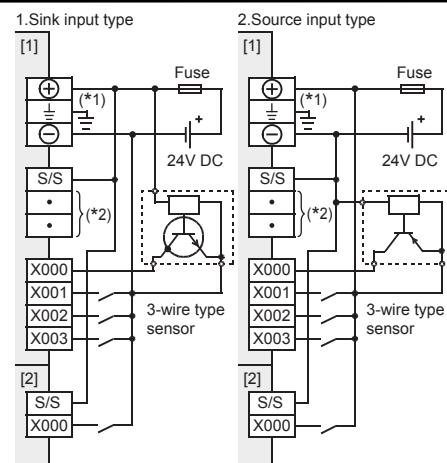 1.Sink input type
[1]
Fuse
(*1)
+
24V DC
S/S
(*2)
X000
X001
X002
X003
3-wire type
sensor
[2]
S/S
X000
2.Source input type
[1]
Fuse
(*1)
+
24V DC
S/S
(*2)
X000
X001
X002
X003
3-wire type
sensor
[2]
S/S
X000